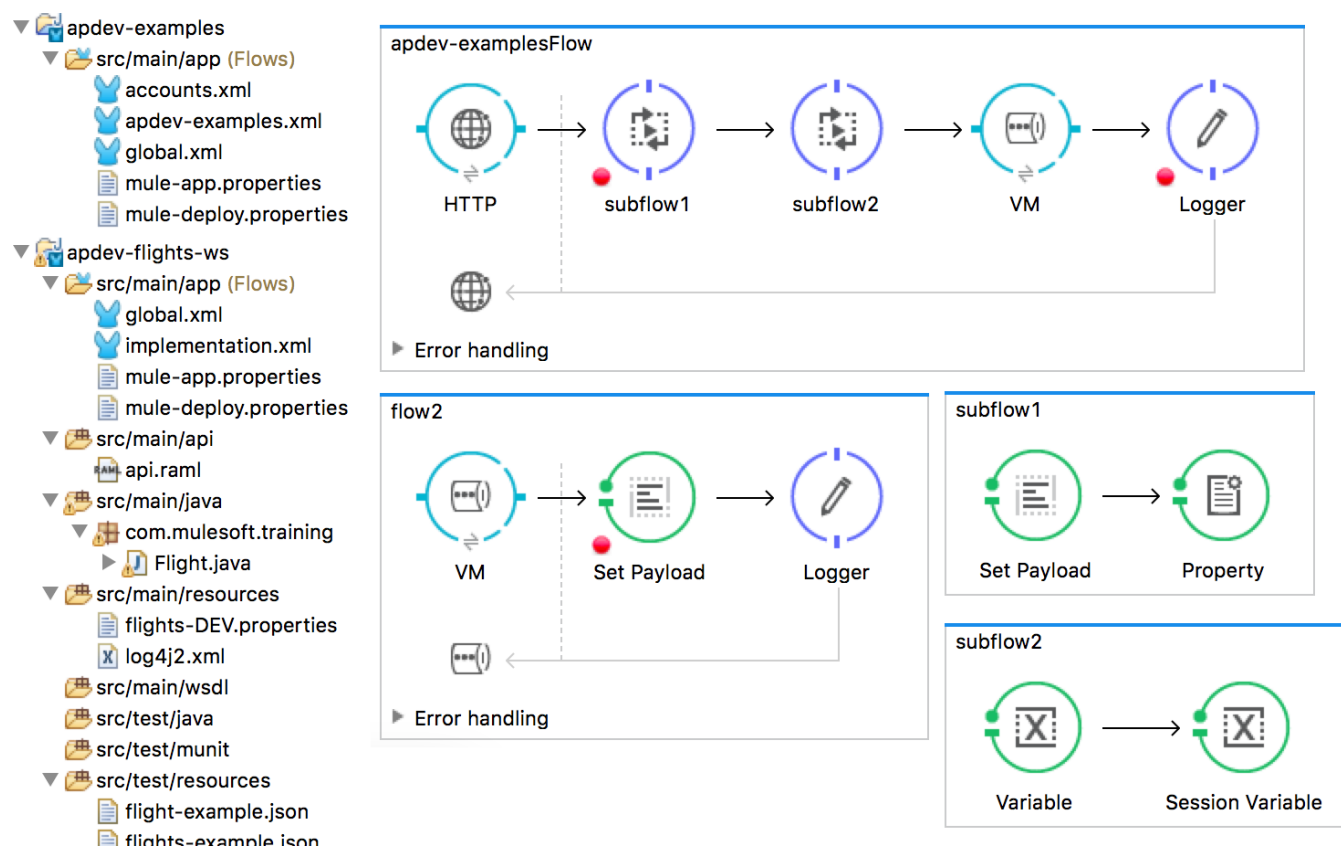 apdev-examples
src/main/app (Flows)
accounts.xml
apdev-examples.xml
global.xml
mule-app.properties
mule-deploy.properties
apdev-flights-ws
src/main/app (Flows)
global.xml
implementation.xml
mule-app.properties
mule-deploy.properties
src/main/api
RAML api.raml
src/main/java
com.mulesoft.training
J Flight.java
src/main/resources
flights-DEV.properties
X log4j2.xml
src/main/wsdl
src/test/java
src/test/munit
src/test/resources
flight-example.json
flights-example.json
apdev-examplesFlow
HTTP subflow1 subflow2 VM Logger
Error handling
flow2
VM Set Payload Logger
Error handling
subflow1
Set Payload Property
subflow2
X X
Variable Session Variable